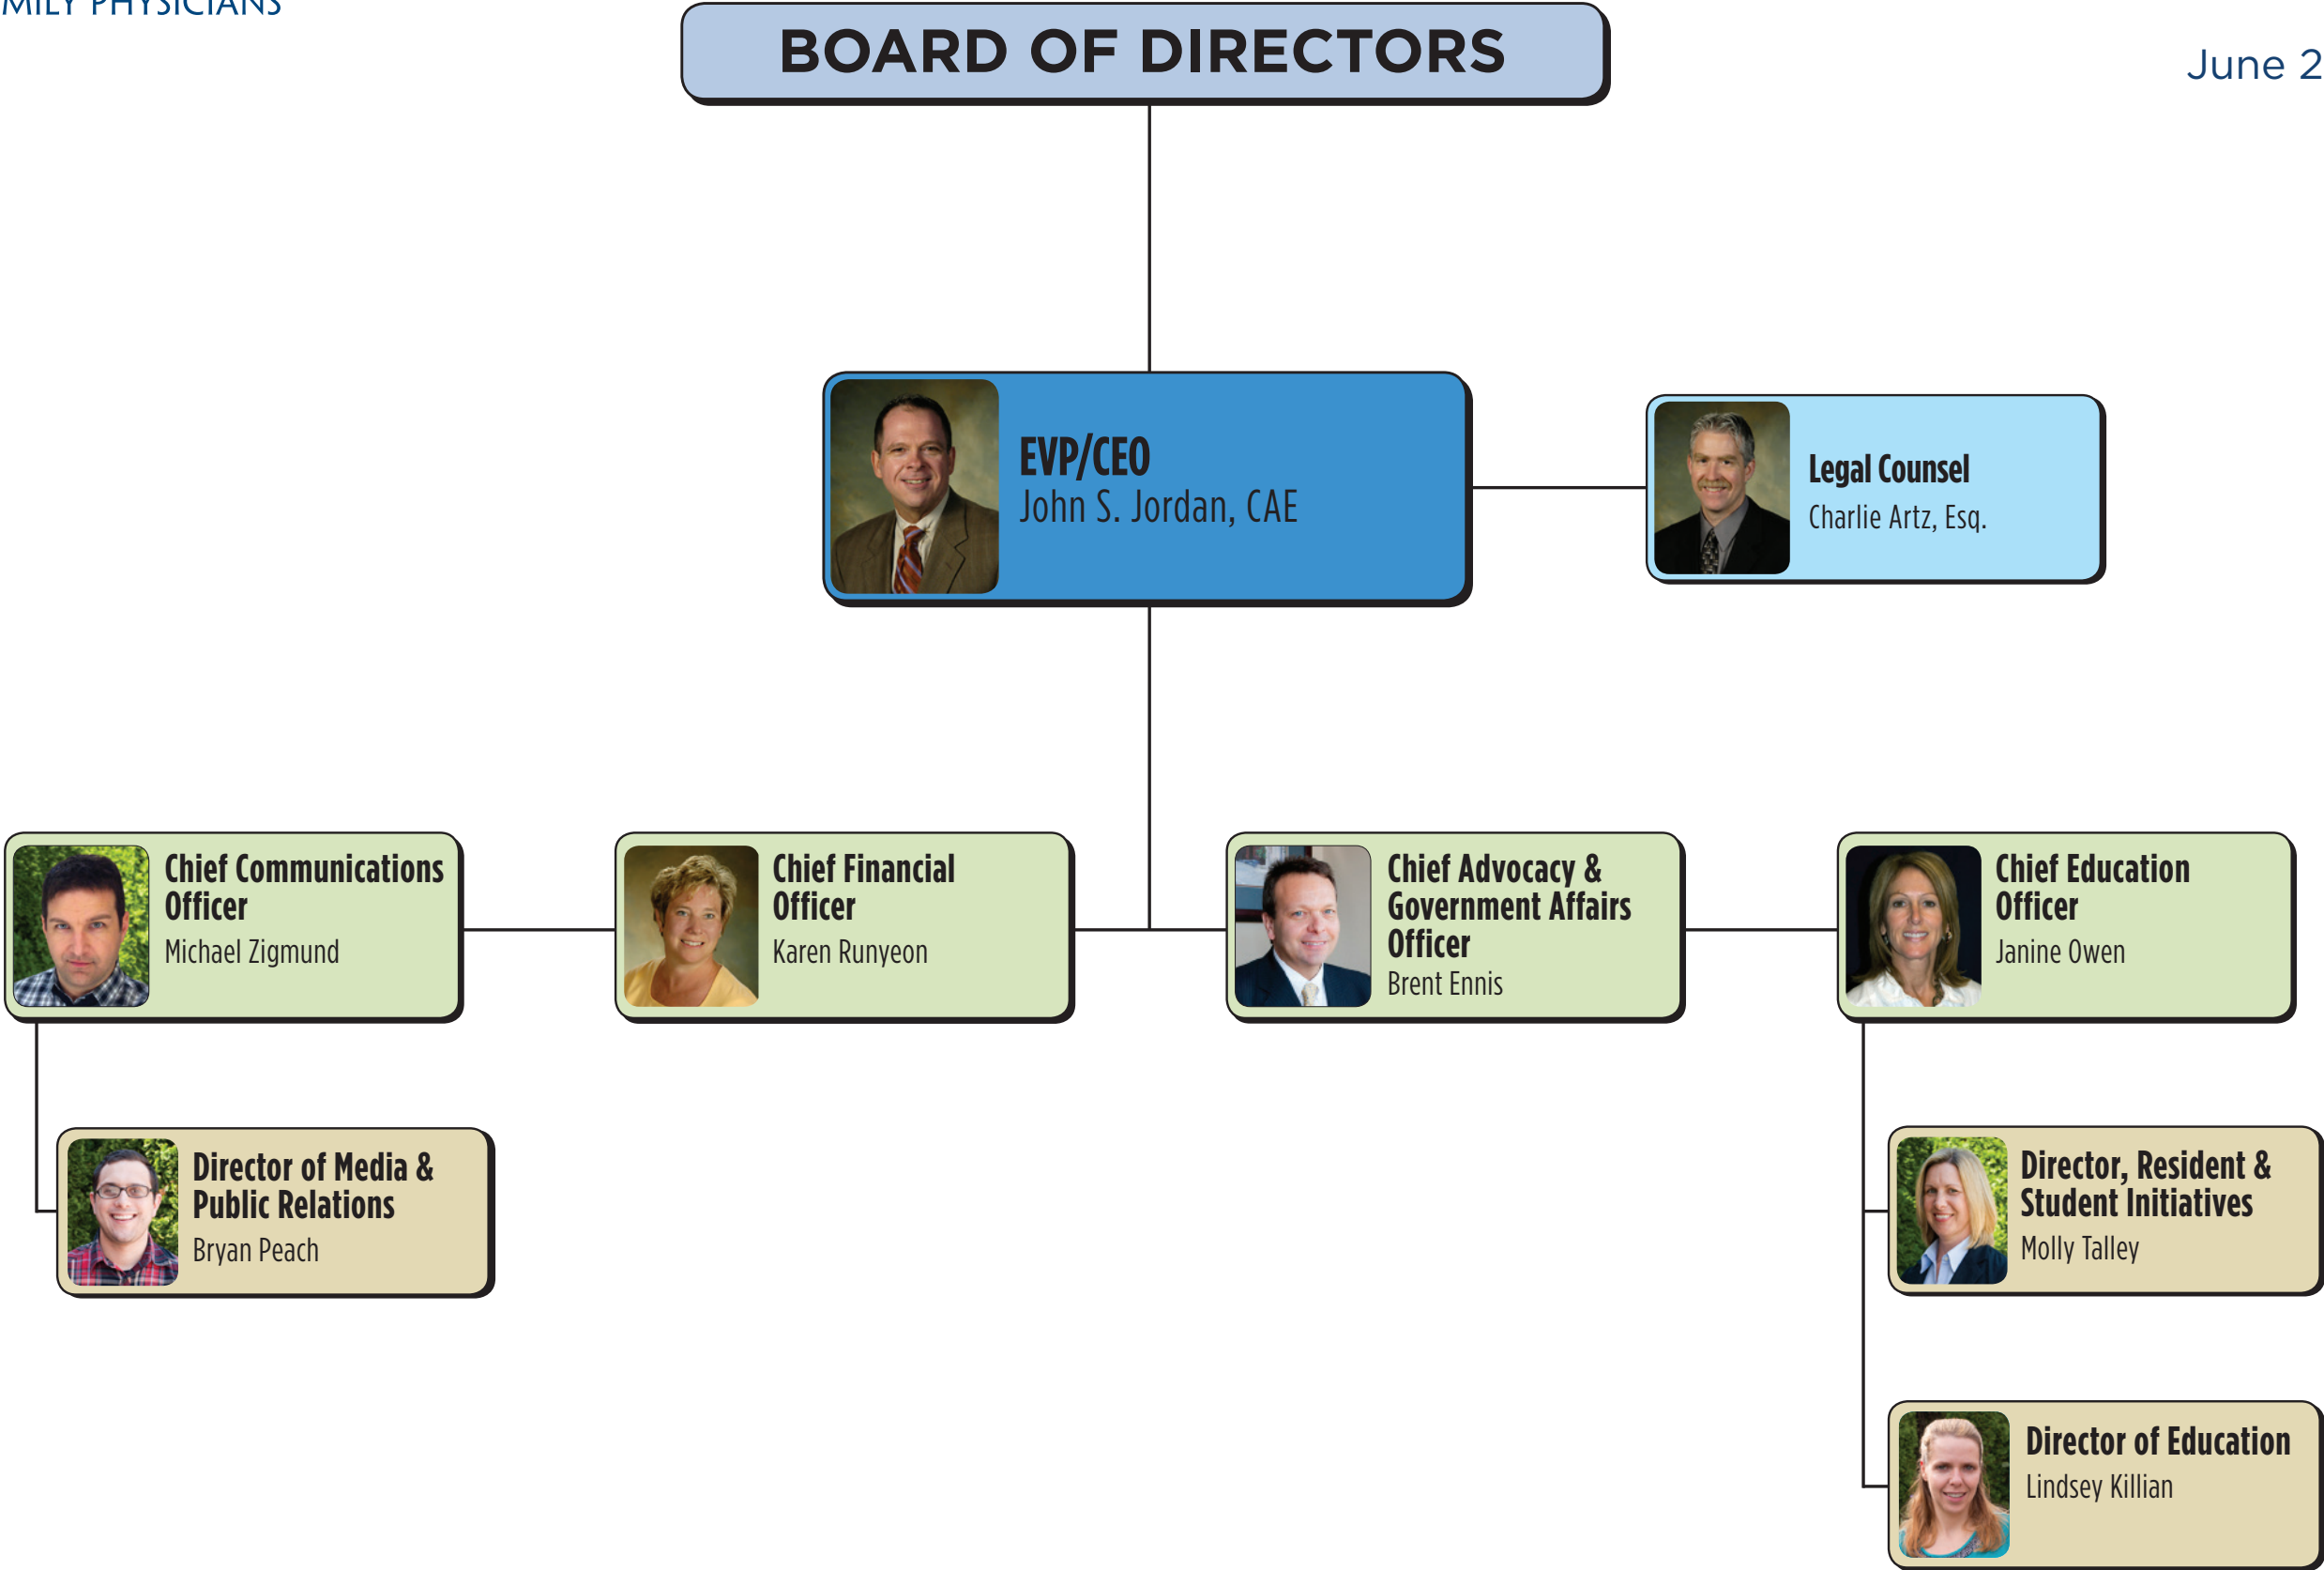 MILY PHYSICIANS
BOARD OF DIRECTORS
June 2
EVP/CEO
John S. Jordan, CAE
Legal Counsel
Charlie Artz, Esq.
Chief Communications
Officer
Michael Zigmund
Chief Financial
Officer
Karen Runyeon
Chief Advocacy &
Government Affairs
Officer
Brent Ennis
Chief Education
Officer
Janine Owen
Director of Media &
Public Relations
Bryan Peach
Director, Resident &
Student Initiatives
Molly Talley
Director of Education
Lindsey Killian